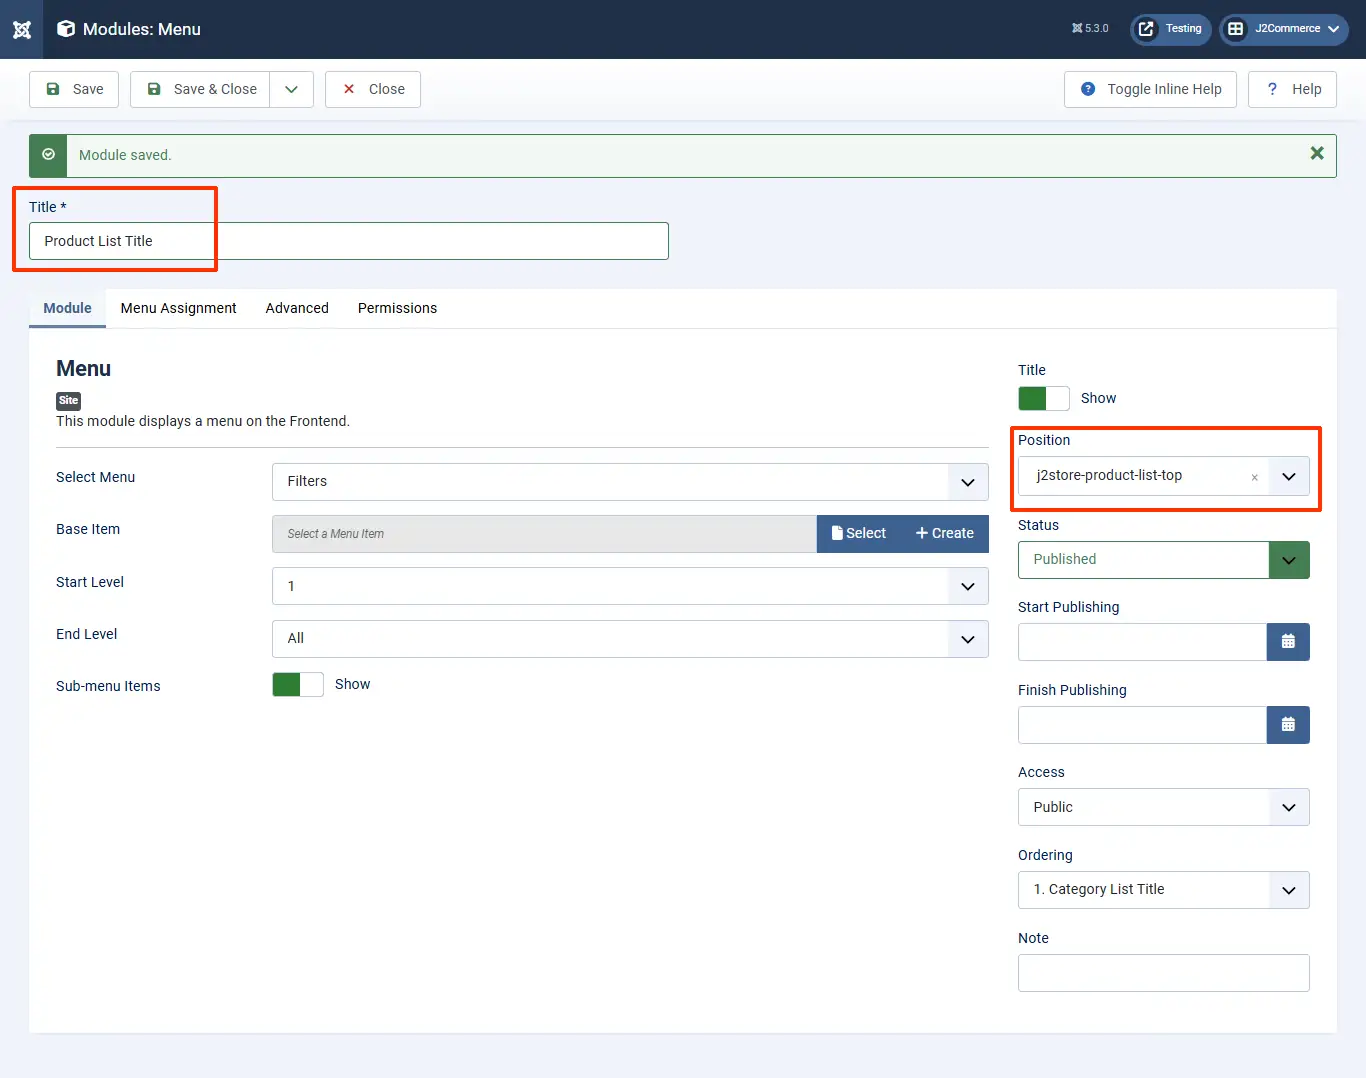 Modules: Menu
5.3.0
Testing
J2Commerce
Save
Save & Close
Close
Toggle Inline Help
Help
Module saved.
Title *
Product List Title
Module
Menu Assignment
Advanced
Permissions
Menu
Site
This module displays a menu on the Frontend.
Select Menu
Filters
Base Item
Select a Menu Item
Select
Create
Start Level
1
End Level
All
Sub-menu Items
Show
Title
Show
Position
j2store-product-list-top
Status
Published
Start Publishing
Finish Publishing
Access
Public
Ordering
1. Category List Title
Note